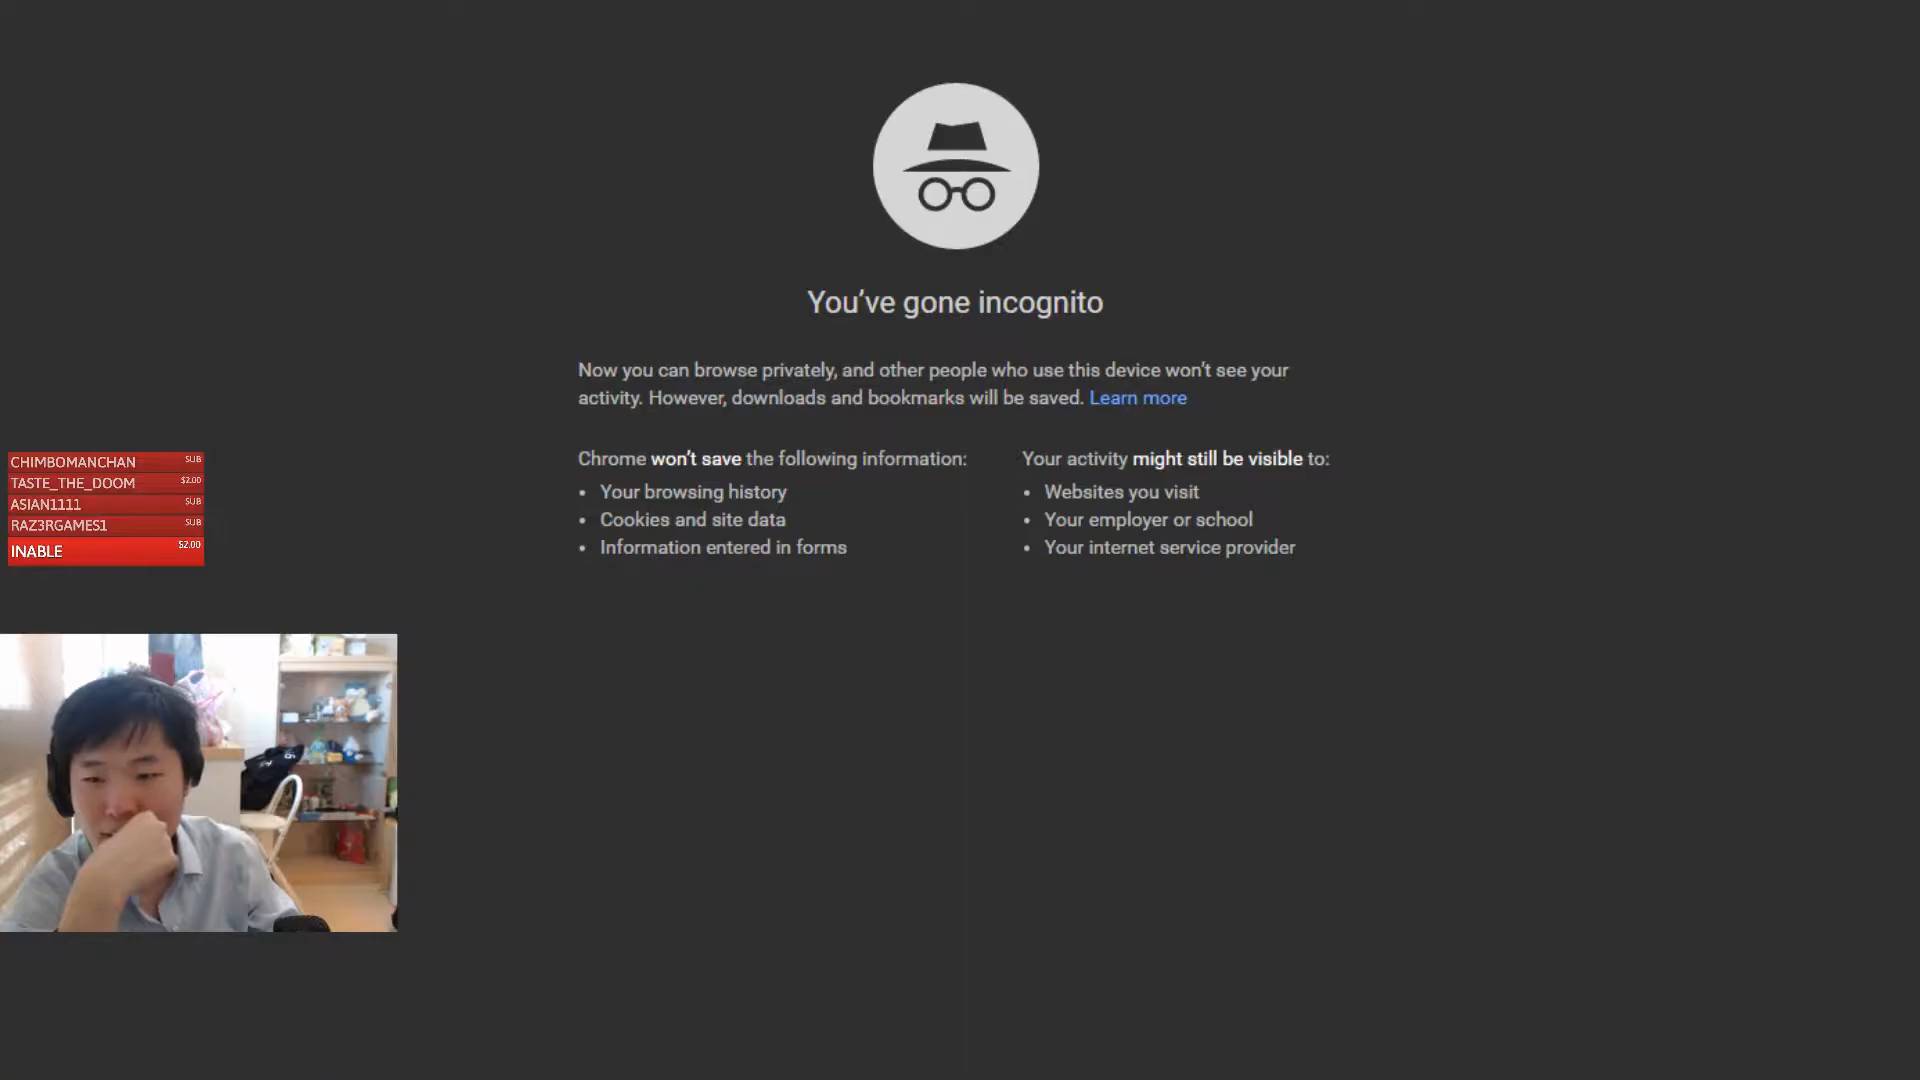 You've gone incognito
Now you can browse privately, and other people who use this device won't see your
activity. However, downloads and bookmarks will be saved. Learn more
Chrome won't save the following information:
Your browsing history
Cookies and site data
Information entered in forms
Your activity might still be visible to:
Websites you visit
Your employer or school
Your internet service provider
CHIMBOMANCHAN SUB
TASTE_THE_DOOM $2.00
ASIAN1111 SUB
RAZ3RGAMES1 SUB
INABLE $2.00